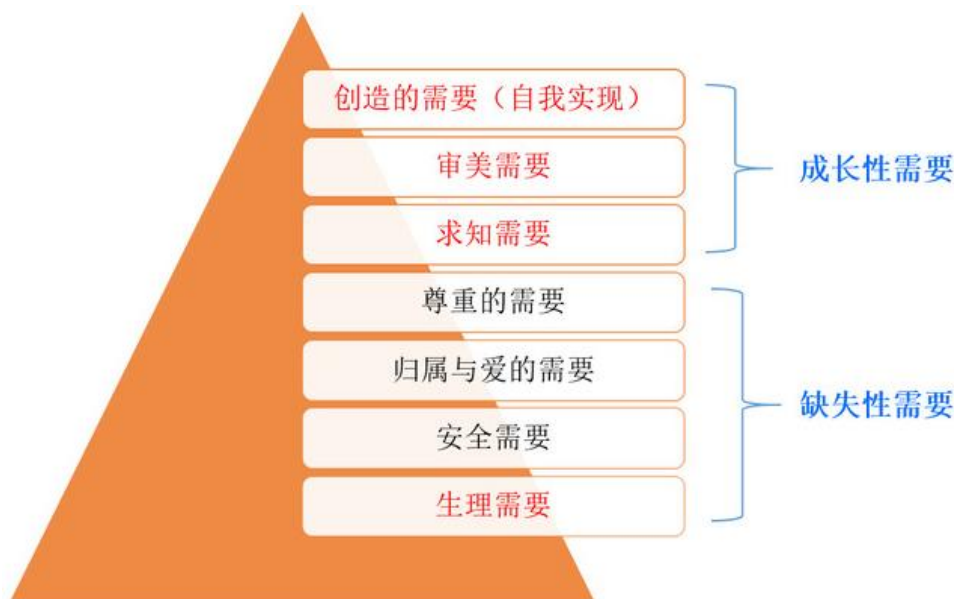 创造的需要（自我实现）
审美需要
成长性需要
求知需要
尊重的需要
归属与爱的需要
缺失性需要
安全需要
生理需要